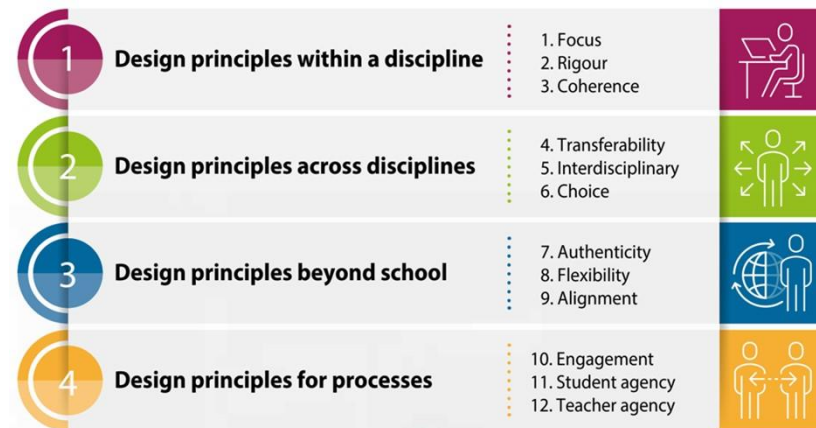 1
Design principles within a discipline
1. Focus
2. Rigour
3. Coherence
2
Design principles across disciplines
4. Transferability
5. Interdisciplinary
6. Choice
3
Design principles beyond school
7. Authenticity
8. Flexibility
9. Alignment
4
Design principles for processes
10. Engagement
11. Student agency
12. Teacher agency